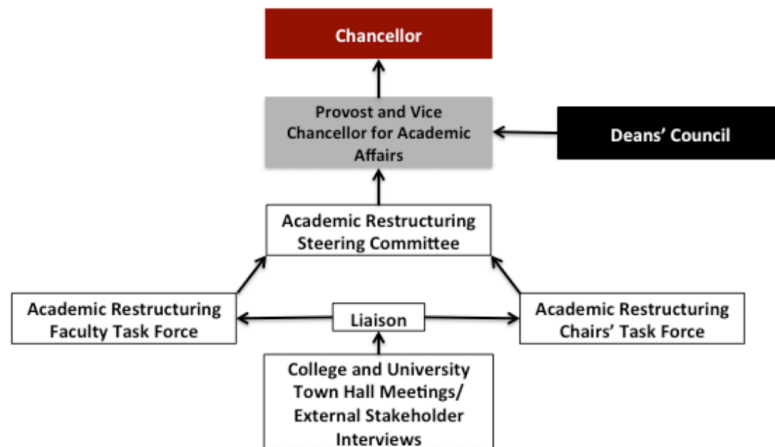 Chancellor
Provost and Vice
Chancellor for Academic
Affairs
Deans' Council
Academic Restructuring
Steering Committee
Academic Restructuring
Faculty Task Force
Liaison
Academic Restructuring
Chairs' Task Force
College and University
Town Hall Meetings/
External Stakeholder
Interviews